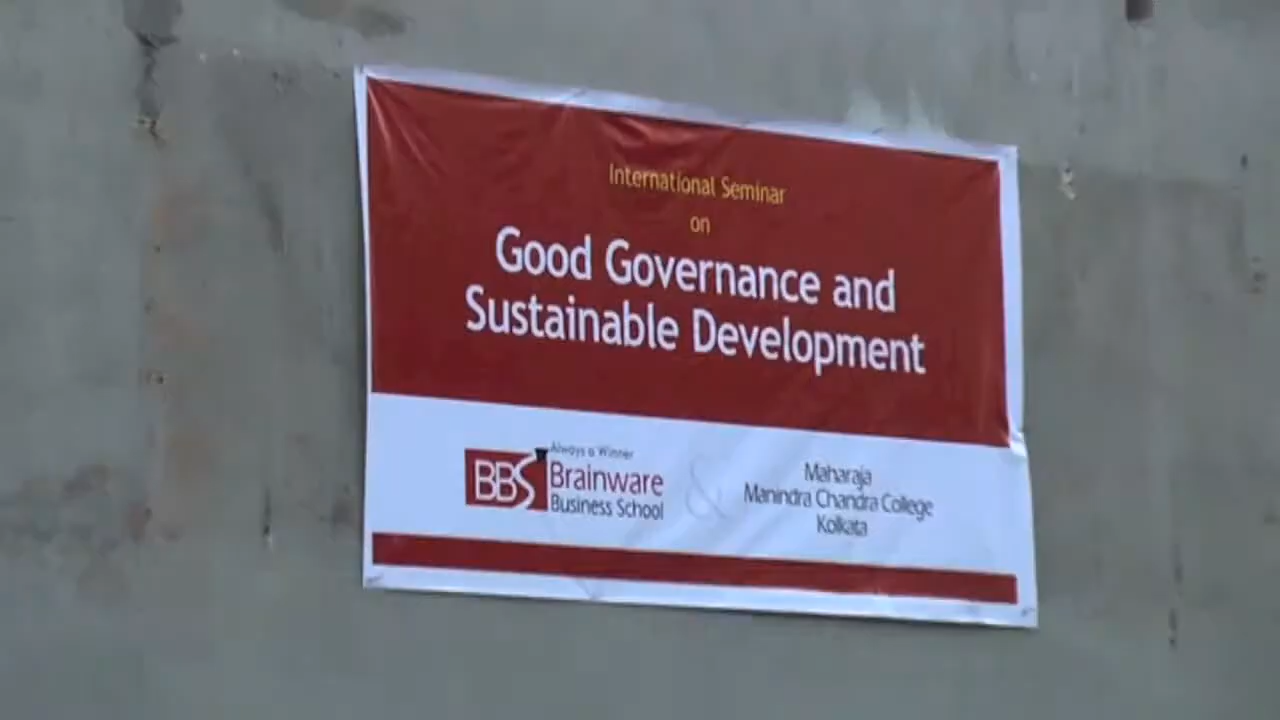 International Seminar
on
Good Governance and
Sustainable Development
Always a Winner
BBS Brainware
Business School
&
Maharaja
Manindra Chandra College
Kolkata